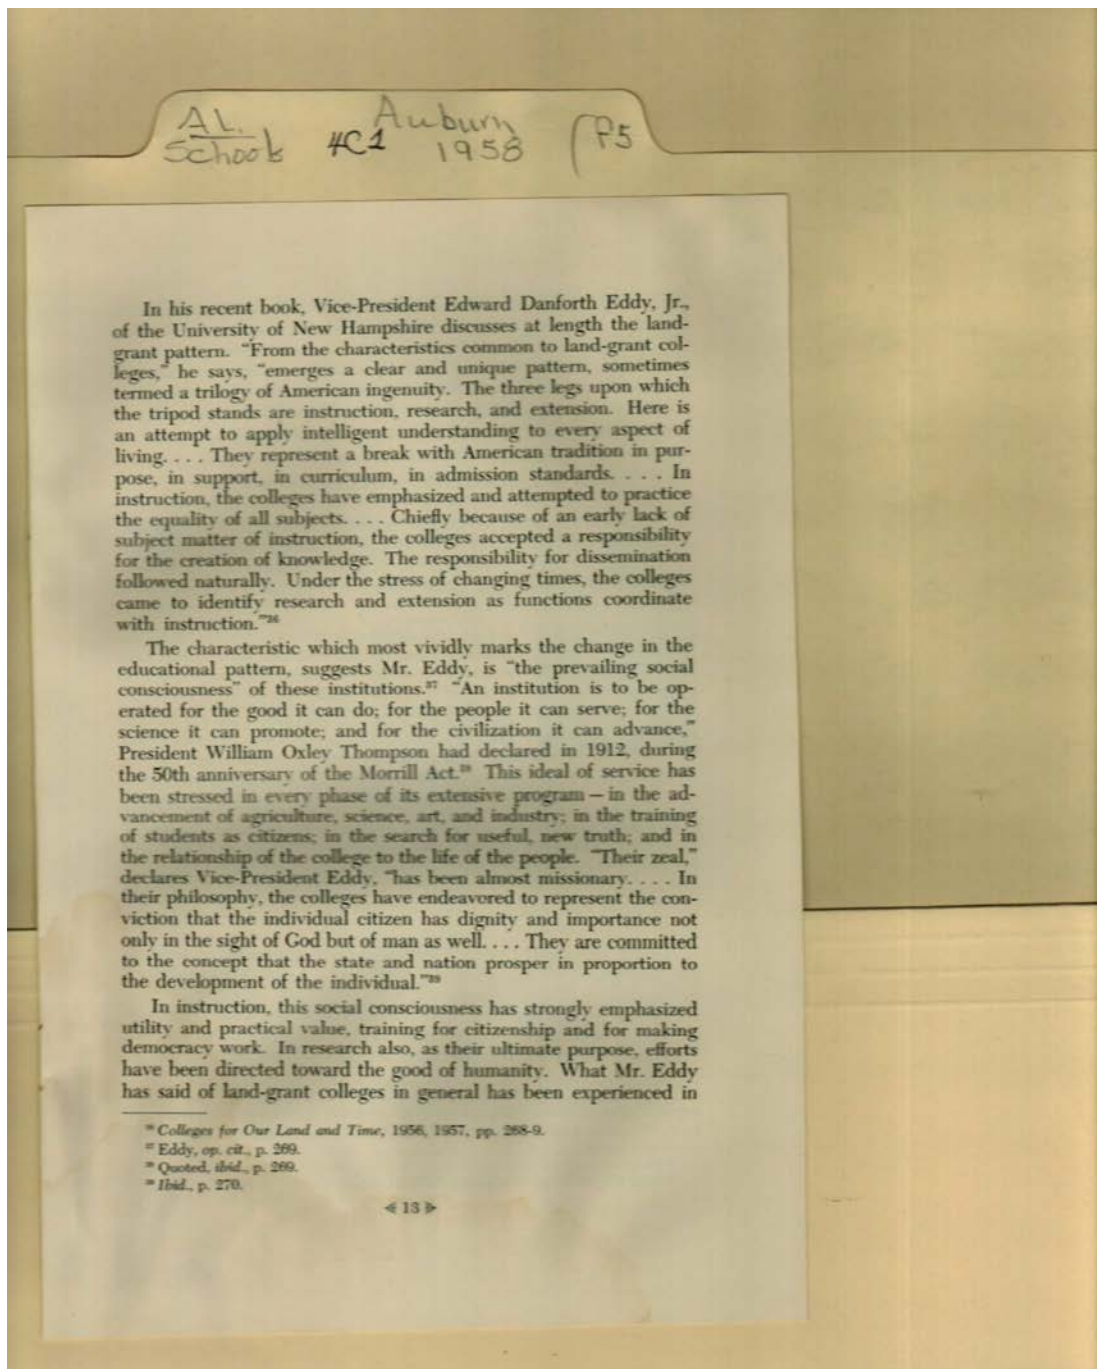 AL. Auburn
Schools 4C1 1958 P5
In his recent book, Vice-President Edward Danforth Eddy, Jr.,
of the University of New Hampshire discusses at length the land-
grant pattern. "From the characteristics common to land-grant col-
leges," he says, "emerges a clear and unique pattern, sometimes
termed a trilogy of American ingenuity. The three legs upon which
the tripod stands are instruction, research, and extension. Here is
an attempt to apply intelligent understanding to every aspect of
living. . . . They represent a break with American tradition in pur-
pose, in support, in curriculum, in admission standards. . . . In
instruction, the colleges have emphasized and attempted to practice
the equality of all subjects. . . . Chiefly because of an early lack of
subject matter of instruction, the colleges accepted a responsibility
for the creation of knowledge. The responsibility for dissemination
followed naturally. Under the stress of changing times, the colleges
came to identify research and extension as functions coordinate
with instruction."³⁶
The characteristic which most vividly marks the change in the
educational pattern, suggests Mr. Eddy, is "the prevailing social
consciousness" of these institutions.³⁷ "An institution is to be op-
erated for the good it can do; for the people it can serve; for the
science it can promote; and for the civilization it can advance,"
President William Oxley Thompson had declared in 1912, during
the 50th anniversary of the Morrill Act.³⁸ This ideal of service has
been stressed in every phase of its extensive program — in the ad-
vancement of agriculture, science, art, and industry; in the training
of students as citizens; in the search for useful, new truth; and in
the relationship of the college to the life of the people. "Their zeal,"
declares Vice-President Eddy, "has been almost missionary. . . . In
their philosophy, the colleges have endeavored to represent the con-
viction that the individual citizen has dignity and importance not
only in the sight of God but of man as well. . . . They are committed
to the concept that the state and nation prosper in proportion to
the development of the individual."³⁹
In instruction, this social consciousness has strongly emphasized
utility and practical value, training for citizenship and for making
democracy work. In research also, as their ultimate purpose, efforts
have been directed toward the good of humanity. What Mr. Eddy
has said of land-grant colleges in general has been experienced in
³⁶ Colleges for Our Land and Time, 1956, 1957, pp. 268-9.
³⁷ Eddy, op. cit., p. 269.
³⁸ Quoted, ibid., p. 269.
³⁹ Ibid., p. 270.
13